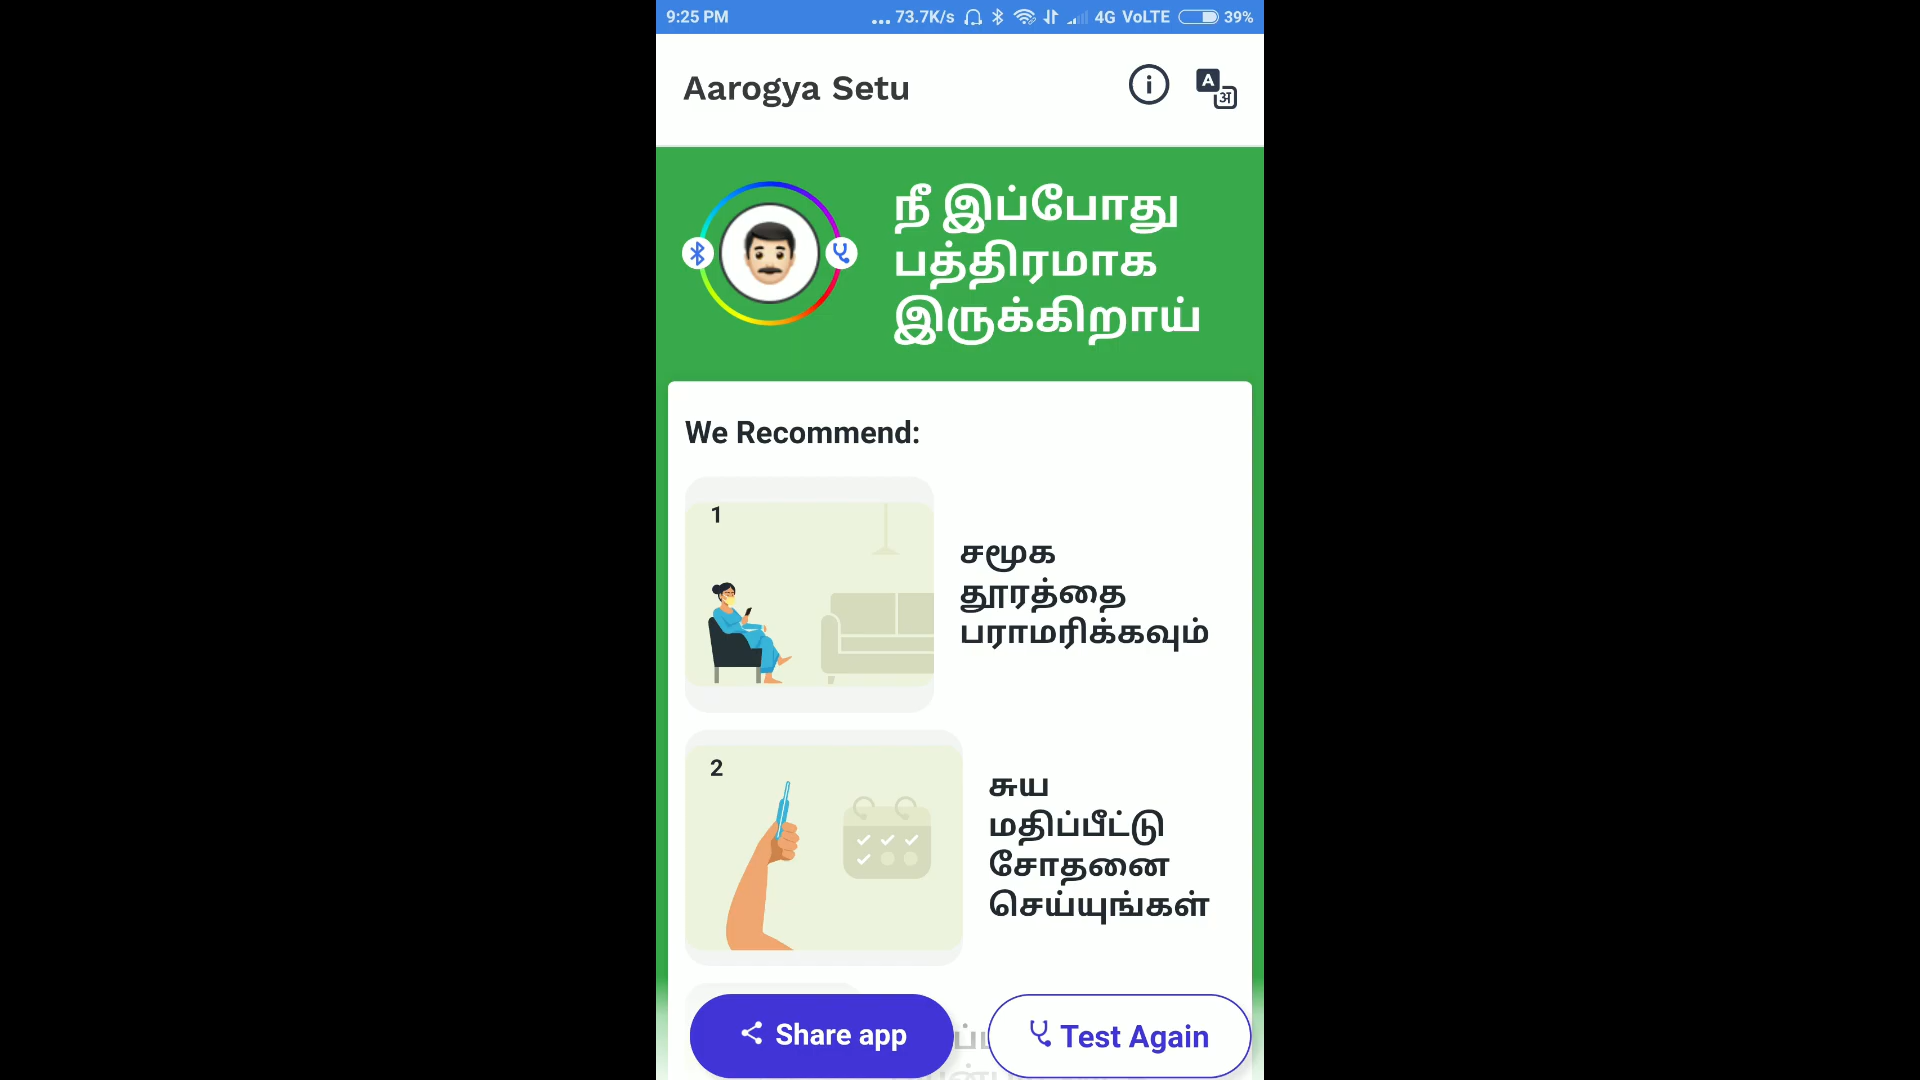 9:25 PM ... 73.7K/s 4G VoLTE 39%
Aarogya Setu
A अ
நீ இப்போது
பத்திரமாக
இருக்கிறாய்
We Recommend:
1
சமூக
தூரத்தை
பராமரிக்கவும்
2
சுய
மதிப்பீட்டு
சோதனை
செய்யுங்கள்
Share app
Test Again